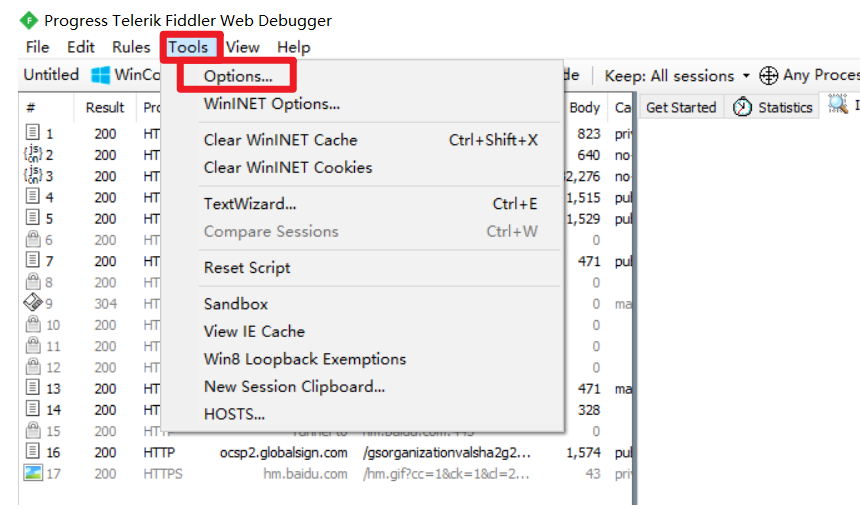 Progress Telerik Fiddler Web Debugger
File Edit Rules Tools View Help
Untitled WinCo de Keep: All sessions Any Proces
Options...
WinINET Options...
Clear WinINET Cache Ctrl+Shift+X
Clear WinINET Cookies
TextWizard... Ctrl+E
Compare Sessions Ctrl+W
Reset Script
Sandbox
View IE Cache
Win8 Loopback Exemptions
New Session Clipboard...
HOSTS...
# Result Pro Body Ca Get Started Statistics
1 200 HT 823 pri
2 200 HT 640 no
3 200 HT 2,276 no
4 200 HT 1,515 pul
5 200 HT 1,529 pul
6 200 HT 0
7 200 HT 471 pul
8 200 HT 0
9 304 HT 0 ma
10 200 HT 0
11 200 HT 0
12 200 HT 0
13 200 HT 471 ma
14 200 HT 328
15 200 HTTP Tunnel to hm.baidu.com:443 0
16 200 HTTP ocsp2.globalsign.com /gsorganizationvalsha2g2... 1,574 pul
17 200 HTTPS hm.baidu.com /hm.gif?cc=1&ck=1&cl=2... 43 pri